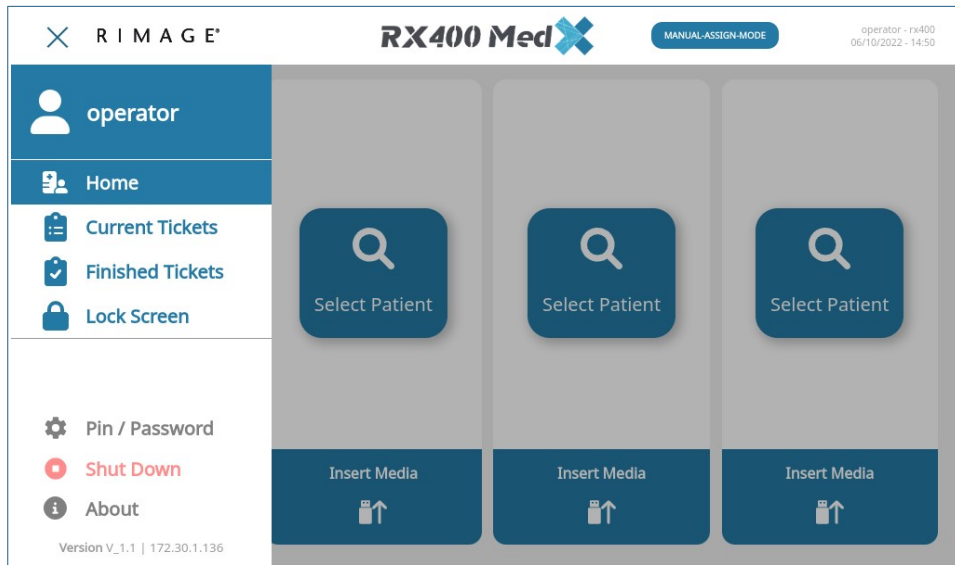 RIMAGE®
RX400 Med
MANUAL-ASSIGN-MODE
operator - rx400
06/10/2022 - 14:50
operator
Home
Current Tickets
Finished Tickets
Lock Screen
Pin / Password
Shut Down
About
Version V_1.1 | 172.30.1.136
Select Patient
Select Patient
Select Patient
Insert Media
Insert Media
Insert Media